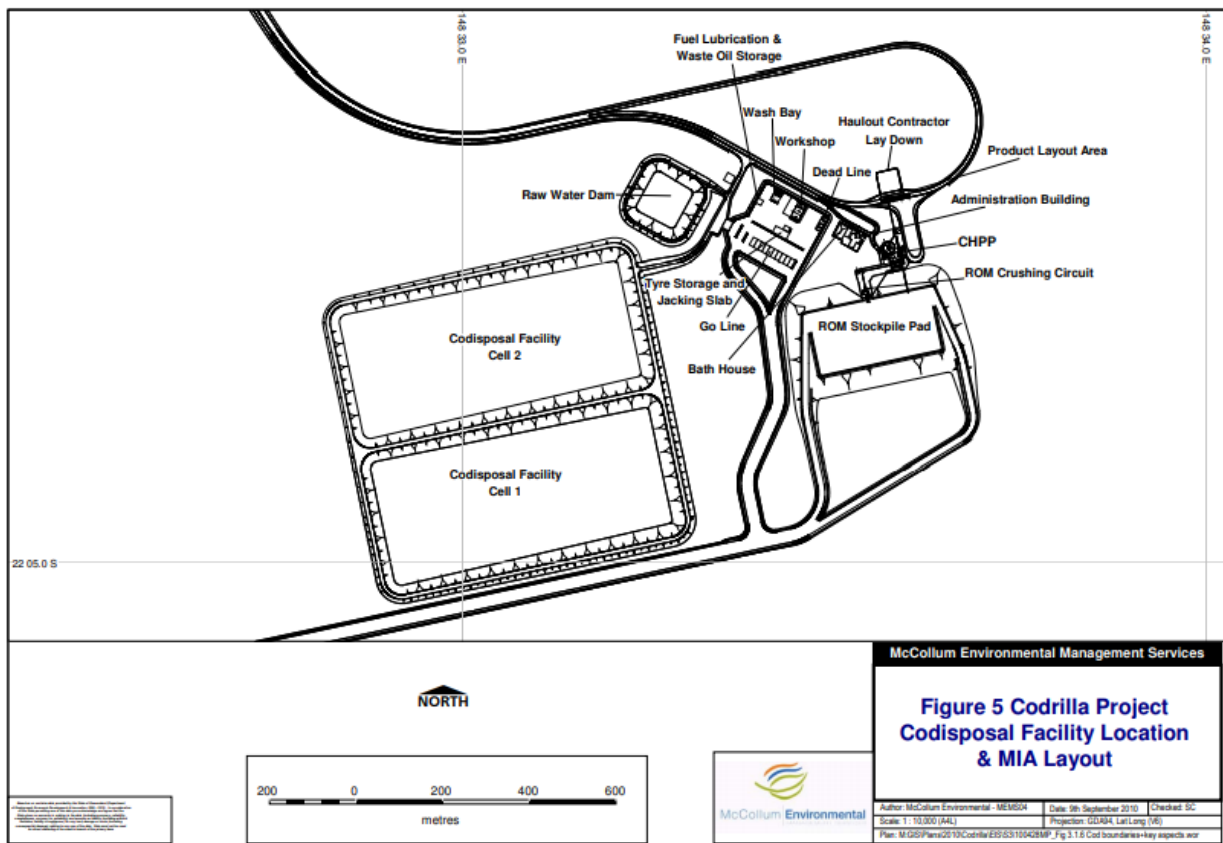 148 33.0 E
148 34.0 E
Fuel Lubrication &
Waste Oil Storage
Wash Bay
Workshop
Haulout Contractor
Lay Down
Product Layout Area
Dead Line
Raw Water Dam
Administration Building
CHPP
ROM Crushing Circuit
Tyre Storage and
Jacking Slab
Go Line
ROM Stockpile Pad
Bath House
Codisposal Facility
Cell 2
Codisposal Facility
Cell 1
22 05.0 S
NORTH
200 0 200 400 600
metres
McCollum Environmental
McCollum Environmental Management Services
Figure 5 Codrilla Project
Codisposal Facility Location
& MIA Layout
Author: McCollum Environmental - MEMS04
Date: 9th September 2010
Checked: SC
Scale: 1 : 10,000 (A4L)
Projection: GDA94, Lat Long (V6)